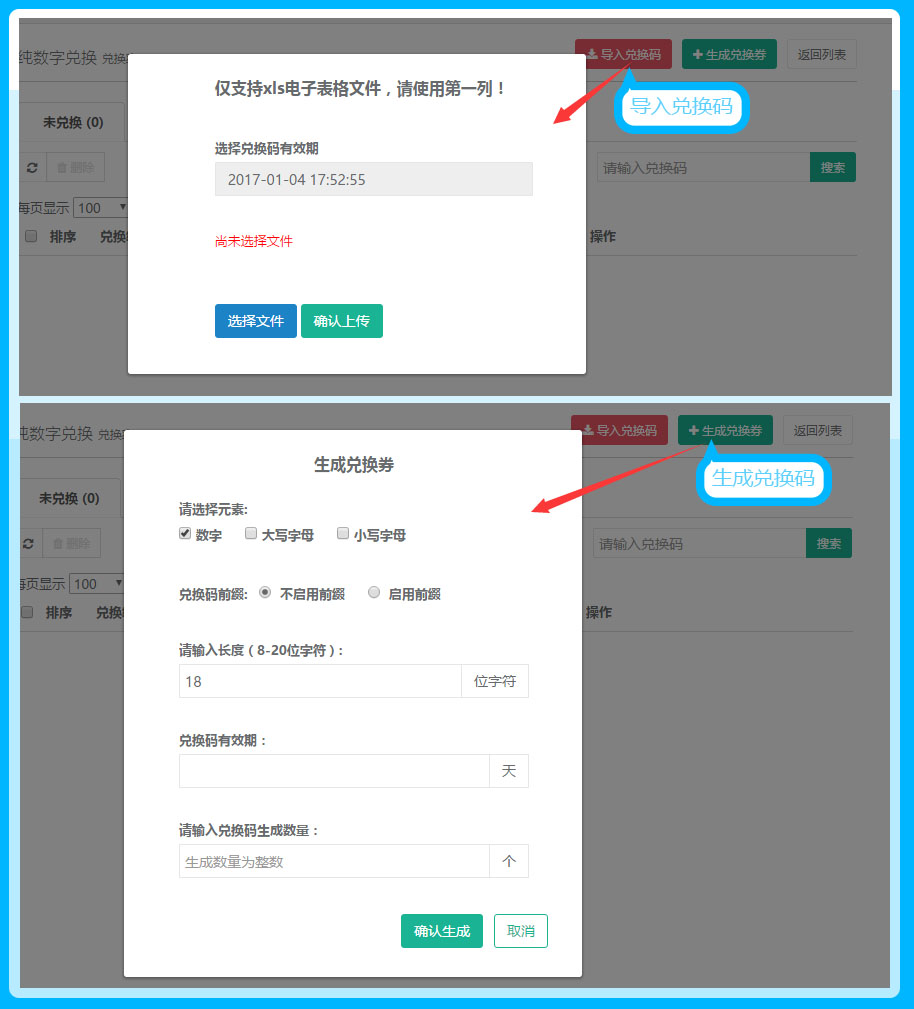 纯数字兑换 兑换
导入兑换码
生成兑换券
返回列表
导入兑换码
仅支持xls电子表格文件，请使用第一列！
未兑换 (0)
选择兑换码有效期
2017-01-04 17:52:55
删除
请输入兑换码
搜索
每页显示 100
排序 兑换
操作
尚未选择文件
选择文件
确认上传
纯数字兑换 兑换
导入兑换码
生成兑换券
返回列表
生成兑换码
生成兑换券
未兑换 (0)
请选择元素:
数字 大写字母 小写字母
删除
请输入兑换码
搜索
每页显示 100
排序 兑换
操作
兑换码前缀: 不启用前缀 启用前缀
请输入长度（8-20位字符）:
18 位字符
兑换码有效期：
天
请输入兑换码生成数量：
生成数量为整数 个
确认生成
取消